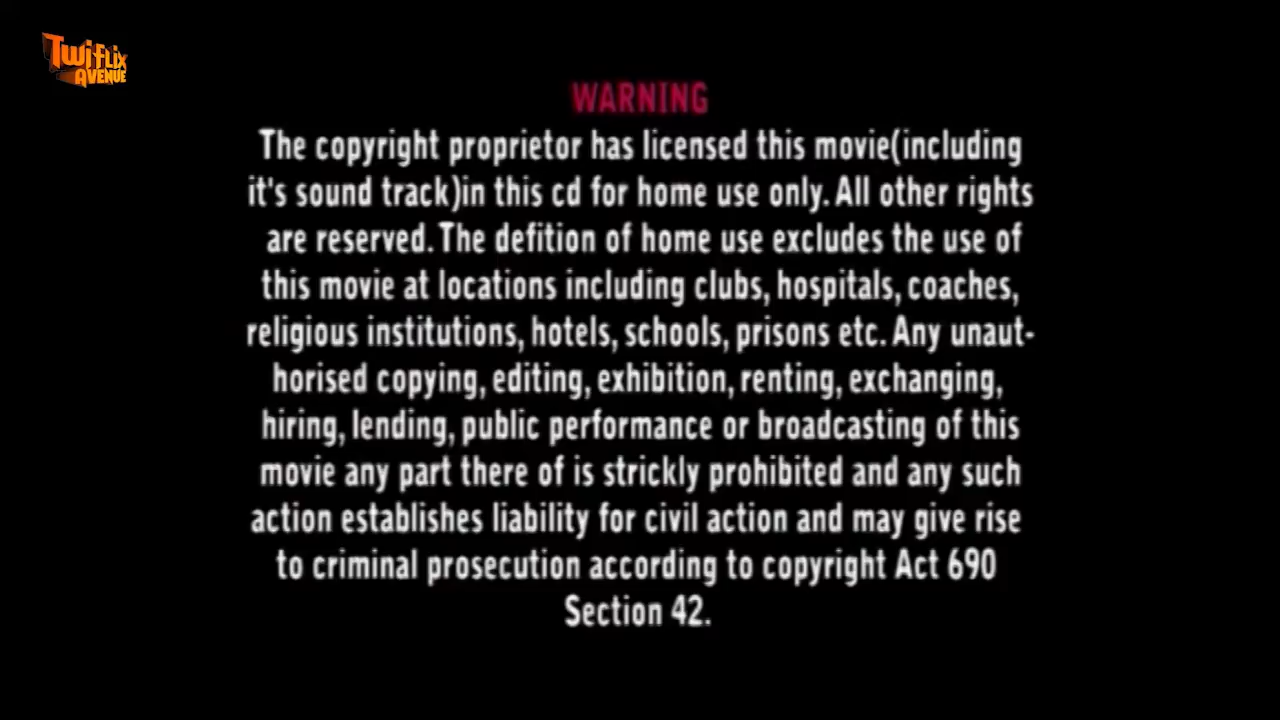 TWIFLIX
AVENUE
WARNING
The copyright proprietor has licensed this movie(including
it's sound track)in this cd for home use only. All other rights
are reserved. The defition of home use excludes the use of
this movie at locations including clubs, hospitals, coaches,
religious institutions, hotels, schools, prisons etc. Any unaut-
horised copying, editing, exhibition, renting, exchanging,
hiring, lending, public performance or broadcasting of this
movie any part there of is strickly prohibited and any such
action establishes liability for civil action and may give rise
to criminal prosecution according to copyright Act 690
Section 42.